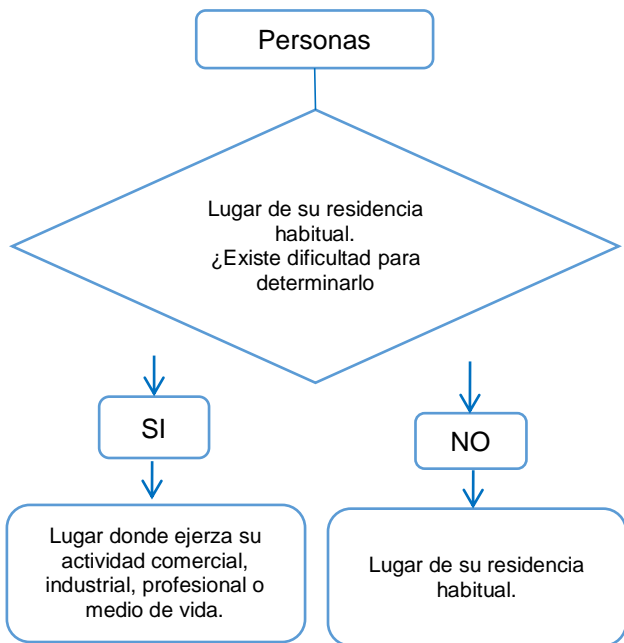 Personas
Lugar de su residencia
habitual.
¿Existe dificultad para
determinarlo
SI
NO
Lugar donde ejerza su
actividad comercial,
industrial, profesional o
medio de vida.
Lugar de su residencia
habitual.